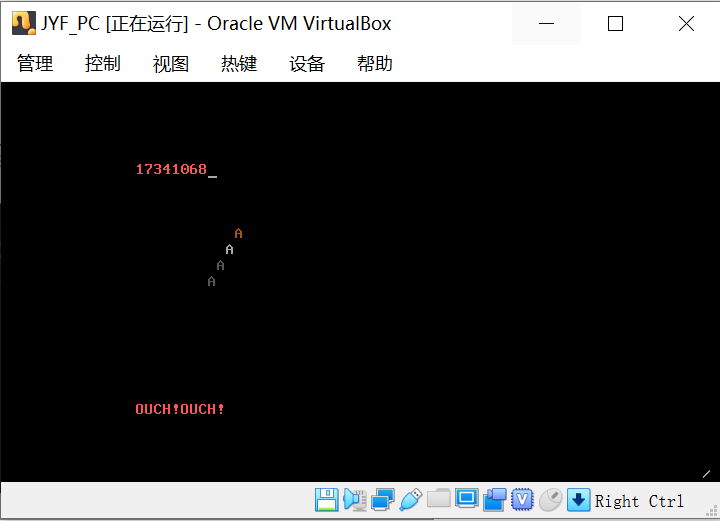 JYF_PC [正在运行] - Oracle VM VirtualBox
管理 控制 视图 热键 设备 帮助
17341068_
A
A
A
A
OUCH!OUCH!
Right Ctrl